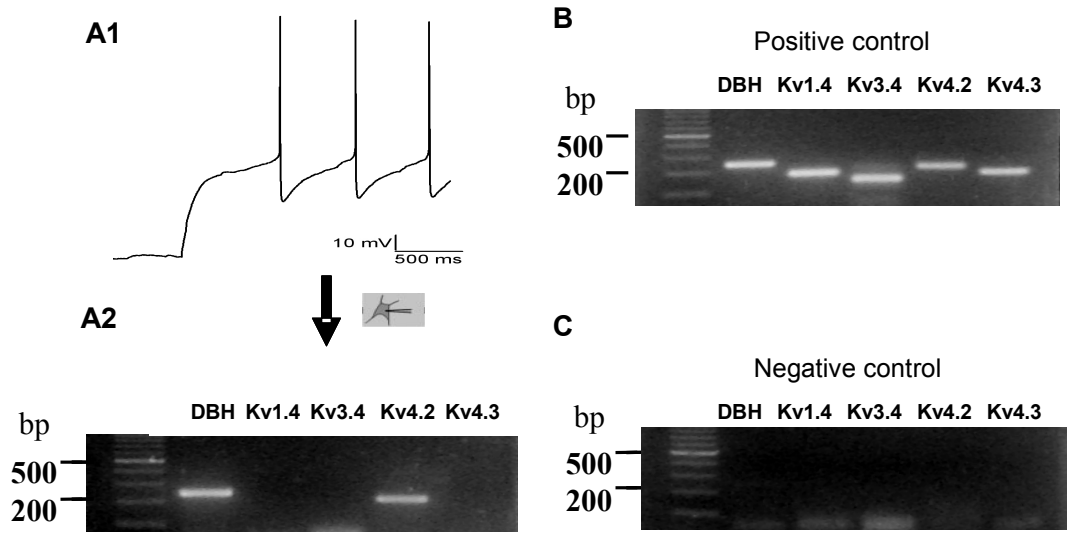 A1
10 mV
500 ms
A2
DBH Kv1.4 Kv3.4 Kv4.2 Kv4.3
bp
500
200
B
Positive control
DBH Kv1.4 Kv3.4 Kv4.2 Kv4.3
bp
500
200
C
Negative control
DBH Kv1.4 Kv3.4 Kv4.2 Kv4.3
bp
500
200